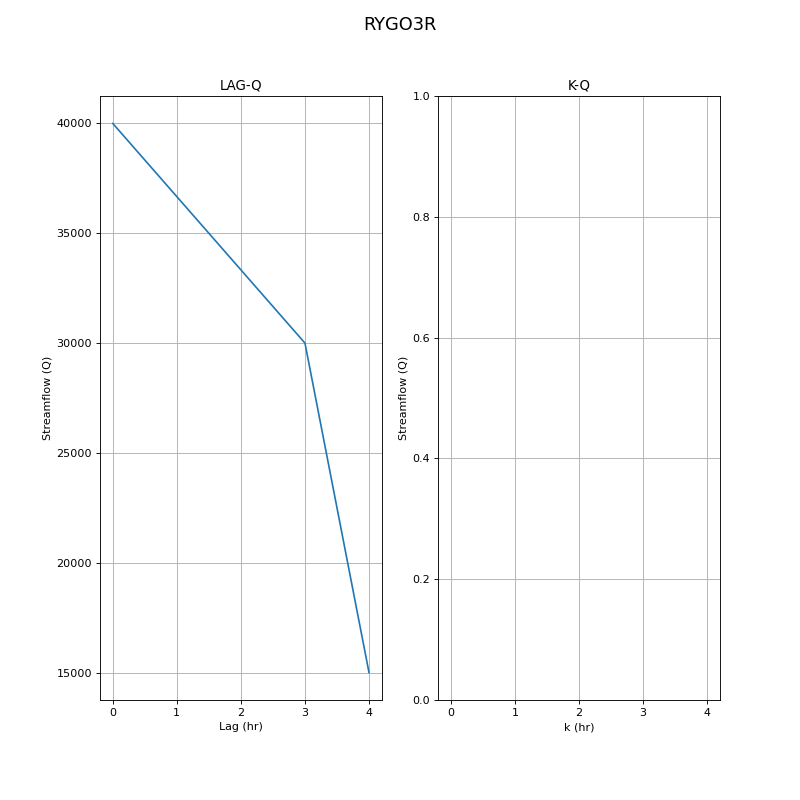 RYGO3R
LAG-Q
40000
35000
30000
25000
20000
15000
Streamflow (Q)
0 1 2 3 4
Lag (hr)
K-Q
1.0
0.8
0.6
0.4
0.2
0.0
Streamflow (Q)
0 1 2 3 4
k (hr)